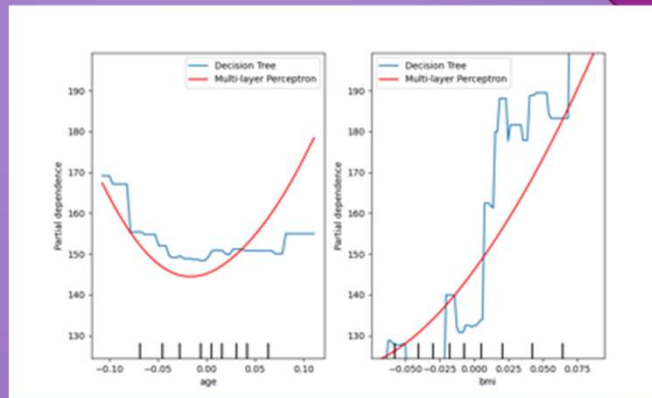 Decision Tree
Multi-layer Perceptron
Partial dependence
190
180
170
160
150
140
130
−0.10 −0.05 0.00 0.05 0.10
age
Decision Tree
Multi-layer Perceptron
Partial dependence
190
180
170
160
150
140
130
−0.050 −0.025 0.000 0.025 0.050 0.075
bmi